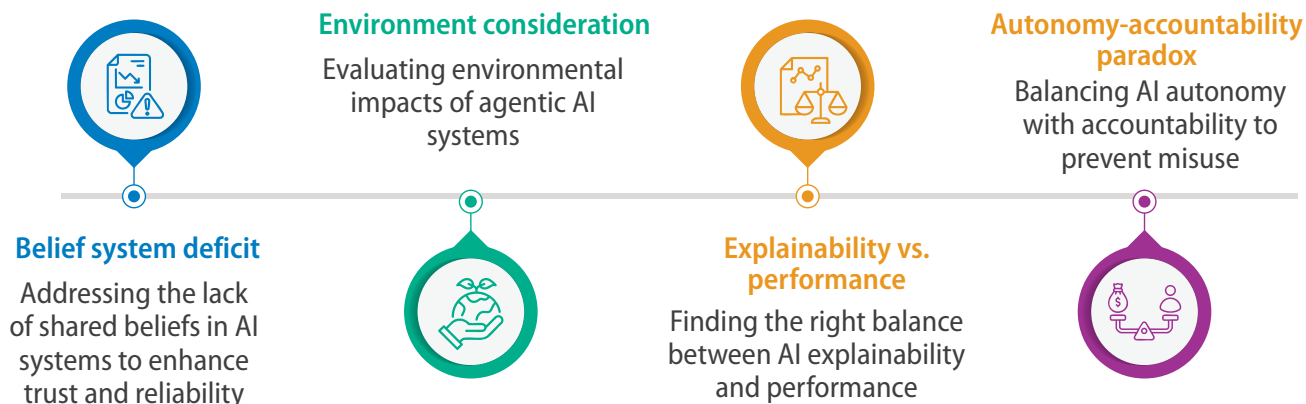 Belief system deficit
Addressing the lack
of shared beliefs in AI
systems to enhance
trust and reliability
Environment consideration
Evaluating environmental
impacts of agentic AI
systems
Explainability vs.
performance
Finding the right balance
between AI explainability
and performance
Autonomy-accountability
paradox
Balancing AI autonomy
with accountability to
prevent misuse
$